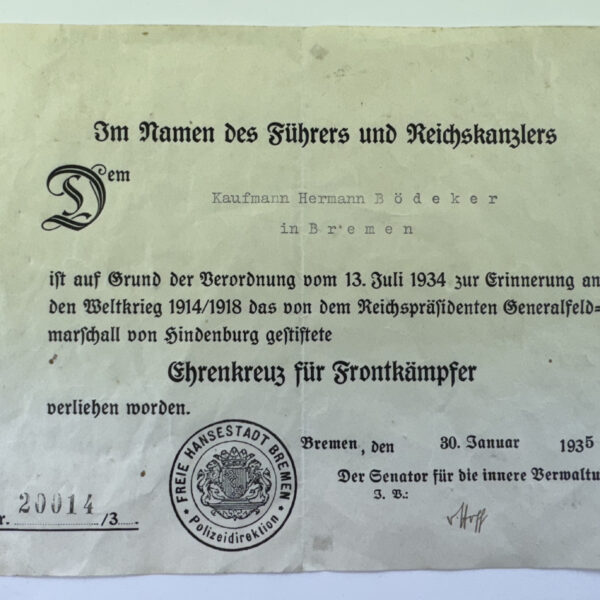 Im Namen des Führers und Reichskanzlers
Dem
Kaufmann Hermann Bödeker
in Bremen
ist auf Grund der Verordnung vom 13. Juli 1934 zur Erinnerung an
den Weltkrieg 1914/1918 das von dem Reichspräsidenten Generalfeld=
marschall von Hindenburg gestiftete
Ehrenkreuz für Frontkämpfer
verliehen worden.
Bremen, den 30. Januar 1935
Der Senator für die innere Verwaltu
J. V.:
r. 20014 /3
FREIE HANSESTADT BREMEN
Polizeidirektion